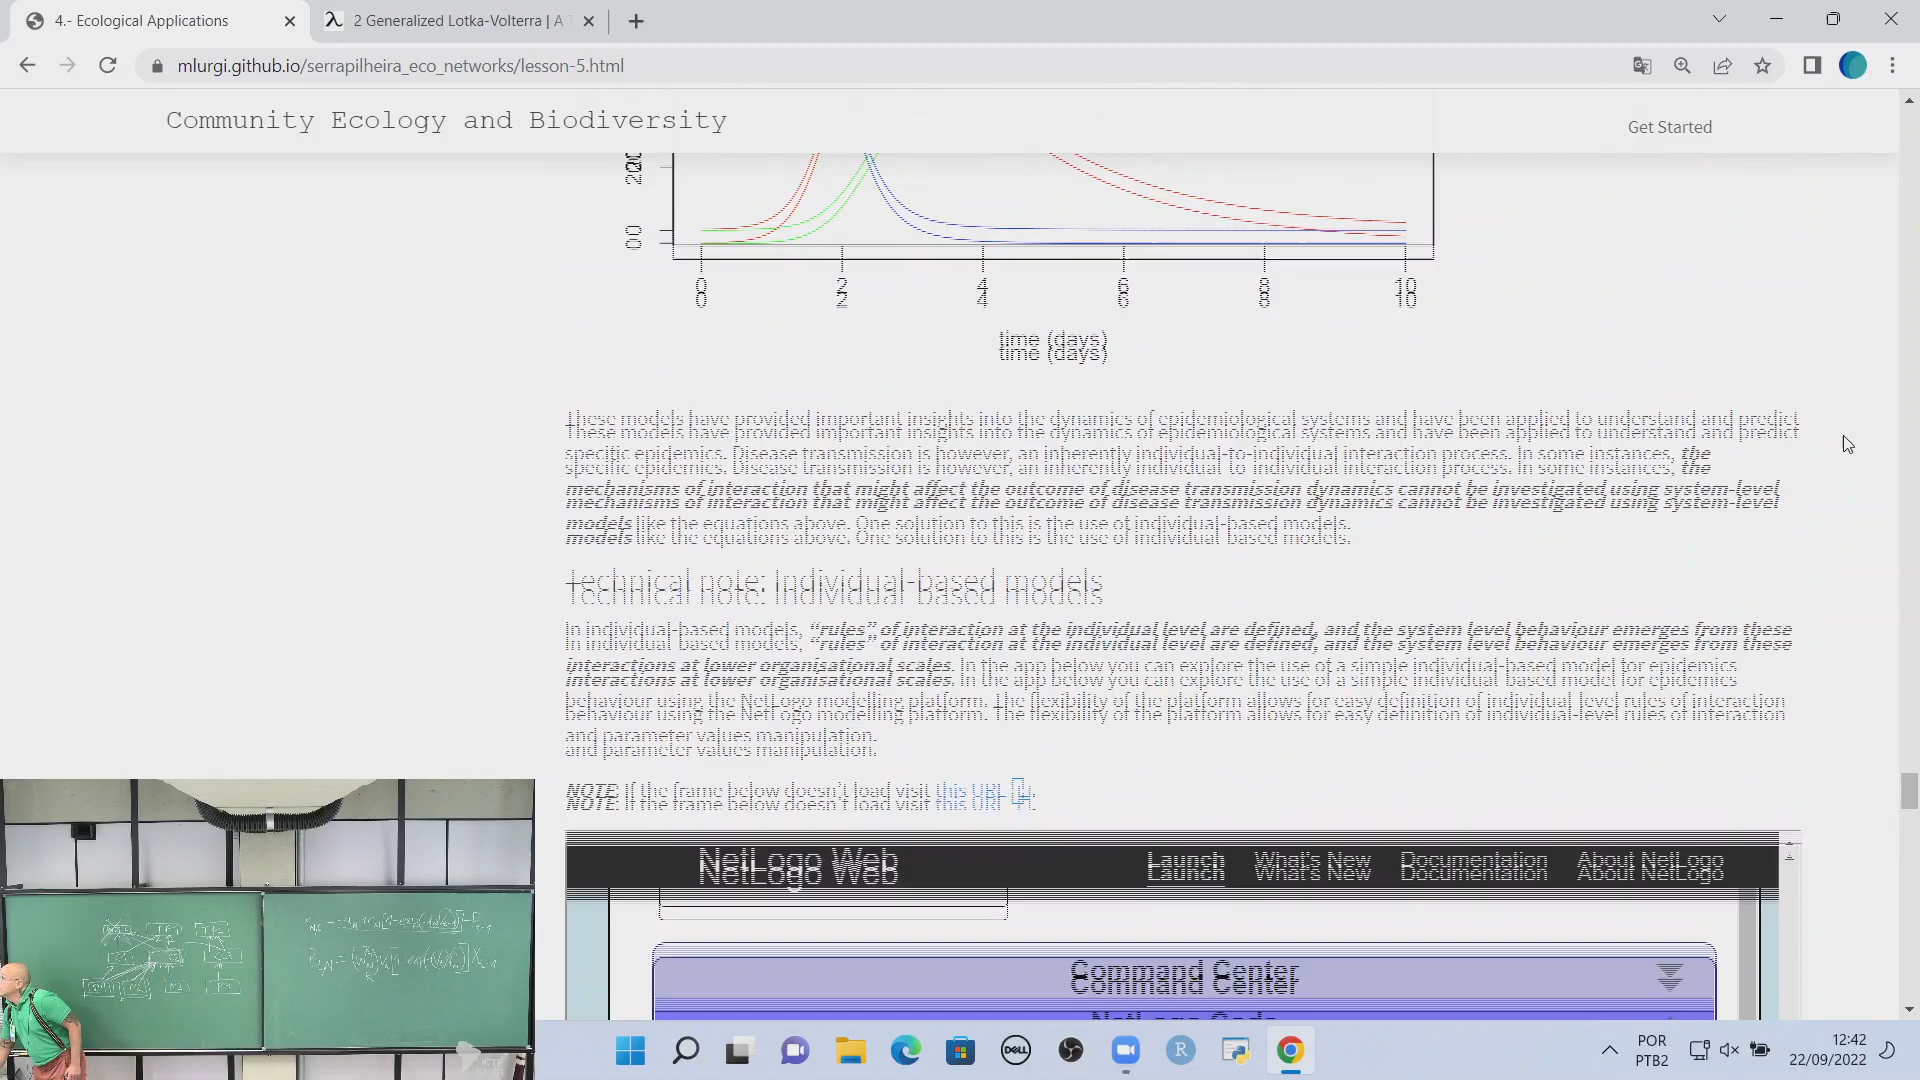 4.- Ecological Applications
2 Generalized Lotka-Volterra | A T
mlurgi.github.io/serrapilheira_eco_networks/lesson-5.html
Community Ecology and Biodiversity
Get Started
0
0 2 4 6 8 10
time (days)
These models have provided important insights into the dynamics of epidemiological systems and have been applied to understand and predict
specific epidemics. Disease transmission is however, an inherently individual-to-individual interaction process. In some instances, the
mechanisms of interaction that might affect the outcome of disease transmission dynamics cannot be investigated using system-level
models like the equations above. One solution to this is the use of individual-based models.
Technical note: Individual-based models
In individual-based models, “rules” of interaction at the individual level are defined, and the system level behaviour emerges from these
interactions at lower organisational scales. In the app below you can explore the use of a simple individual-based model for epidemics
behaviour using the NetLogo modelling platform. The flexibility of the platform allows for easy definition of individual-level rules of interaction
and parameter values manipulation.
NOTE: If the frame below doesn't load visit this URL
NetLogo Web
Launch What's New Documentation About NetLogo
Command Center
NetLogo Code
DELL
R
POR
PTB2
12:42
22/09/2022